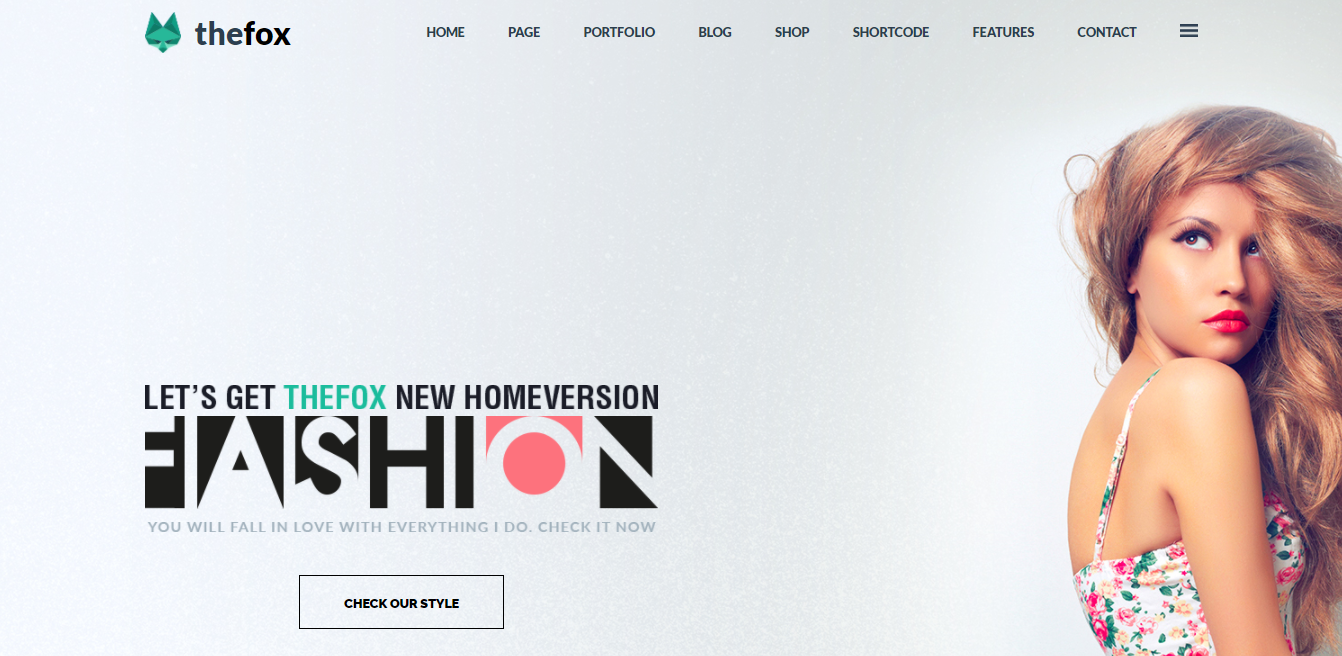 thefox
HOME PAGE PORTFOLIO BLOG SHOP SHORTCODE FEATURES CONTACT
LET'S GET THEFOX NEW HOMEVERSION
FASHION
YOU WILL FALL IN LOVE WITH EVERYTHING I DO. CHECK IT NOW
CHECK OUR STYLE